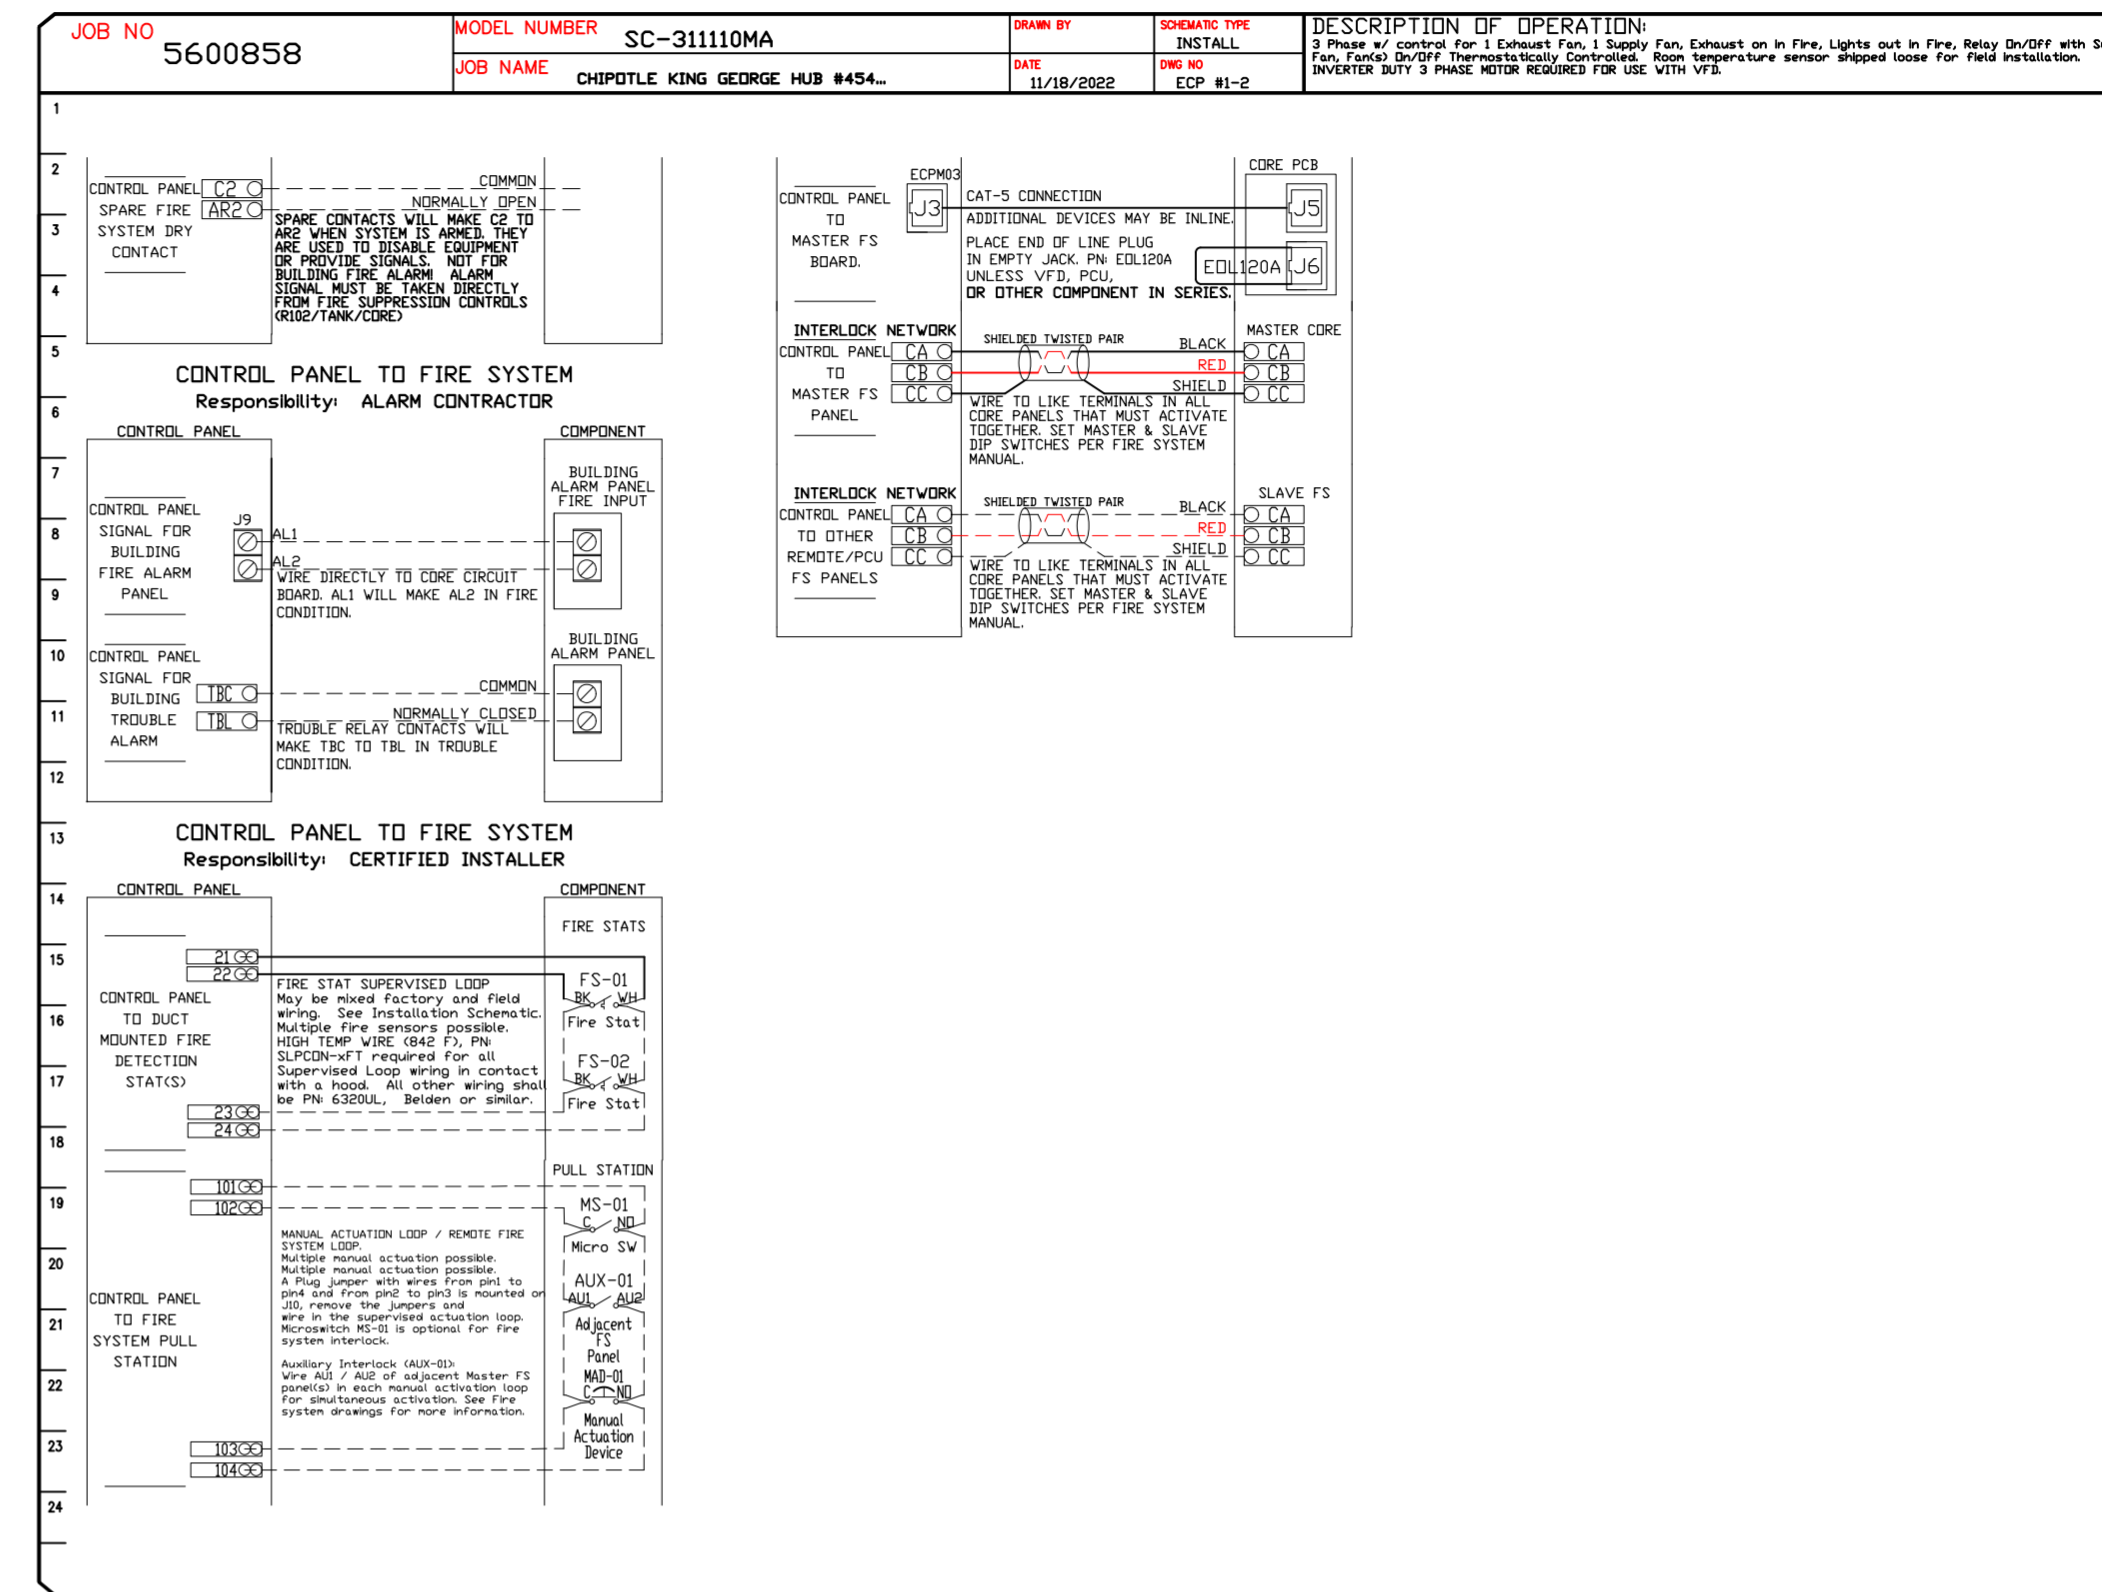 JOB NO
5600858
MODEL NUMBER
SC-311110MA
JOB NAME
CHIPOTLE KING GEORGE HUB #454...
DRAWN BY
DATE
11/18/2022
SCHEMATIC TYPE
INSTALL
DWG NO
ECP #1-2
DESCRIPTION OF OPERATION:
3 Phase w/ control for 1 Exhaust Fan, 1 Supply Fan, Exhaust on in Fire, Lights out in Fire, Relay On/Off with
Fan, Fan(s) On/Off Thermostatically Controlled. Room temperature sensor shipped loose for field installation.
INVERTER DUTY 3 PHASE MOTOR REQUIRED FOR USE WITH VFD.
1
2
3
4
5
6
7
8
9
10
11
12
13
14
15
16
17
18
19
20
21
22
23
24
CONTROL PANEL
SPARE FIRE
SYSTEM DRY
CONTACT
C2
AR2
COMMON
NORMALLY OPEN
SPARE CONTACTS WILL MAKE C2 TO
AR2 WHEN SYSTEM IS ARMED. THEY
ARE USED TO DISABLE EQUIPMENT
OR PROVIDE SIGNALS. NOT FOR
BUILDING FIRE ALARM! ALARM
SIGNAL MUST BE TAKEN DIRECTLY
FROM FIRE SUPPRESSION CONTROLS
(R102/TANK/CORE)
CONTROL PANEL TO FIRE SYSTEM
Responsibility: ALARM CONTRACTOR
CONTROL PANEL
COMPONENT
CONTROL PANEL
SIGNAL FOR
BUILDING
FIRE ALARM
PANEL
J9
AL1
AL2
WIRE DIRECTLY TO CORE CIRCUIT
BOARD. AL1 WILL MAKE AL2 IN FIRE
CONDITION.
BUILDING
ALARM PANEL
FIRE INPUT
CONTROL PANEL
SIGNAL FOR
BUILDING
TROUBLE
ALARM
TBC
TBL
COMMON
NORMALLY CLOSED
TROUBLE RELAY CONTACTS WILL
MAKE TBC TO TBL IN TROUBLE
CONDITION.
BUILDING
ALARM PANEL
CONTROL PANEL TO FIRE SYSTEM
Responsibility: CERTIFIED INSTALLER
CONTROL PANEL
COMPONENT
FIRE STATS
21
22
CONTROL PANEL
TO DUCT
MOUNTED FIRE
DETECTION
STAT(S)
23
24
FIRE STAT SUPERVISED LOOP
May be mixed factory and field
wiring. See Installation Schematic.
Multiple fire sensors possible.
HIGH TEMP WIRE (842 F), PN:
SLPCON-xFT required for all
Supervised Loop wiring in contact
with a hood. All other wiring shall
be PN: 6320UL, Belden or similar.
FS-01
BK WH
Fire Stat
FS-02
BK WH
Fire Stat
PULL STATION
101
102
CONTROL PANEL
TO FIRE
SYSTEM PULL
STATION
103
104
MANUAL ACTUATION LOOP / REMOTE FIRE
SYSTEM LOOP.
Multiple manual actuation possible.
Multiple manual actuation possible.
A Plug jumper with wires from pin1 to
pin4 and from pin2 to pin3 is mounted on
J10, remove the jumpers and
wire in the supervised actuation loop.
Microswitch MS-01 is optional for fire
system interlock.
Auxiliary Interlock (AUX-01):
Wire AU1 / AU2 of adjacent Master FS
panel(s) in each manual activation loop
for simultaneous activation. See Fire
system drawings for more information.
MS-01
C NO
Micro SW
AUX-01
AU1 AU2
Adjacent
FS
Panel
MAD-01
C NO
Manual
Actuation
Device
CONTROL PANEL
TO
MASTER FS
BOARD.
ECPM03
J3
CAT-5 CONNECTION
ADDITIONAL DEVICES MAY BE INLINE.
PLACE END OF LINE PLUG
IN EMPTY JACK. PN: EOL120A
UNLESS VFD, PCU,
OR OTHER COMPONENT IN SERIES.
CORE PCB
J5
EOL120A
J6
INTERLOCK NETWORK
CONTROL PANEL
TO
MASTER FS
PANEL
CA
CB
CC
SHIELDED TWISTED PAIR
BLACK
RED
SHIELD
MASTER CORE
CA
CB
CC
WIRE TO LIKE TERMINALS IN ALL
CORE PANELS THAT MUST ACTIVATE
TOGETHER. SET MASTER & SLAVE
DIP SWITCHES PER FIRE SYSTEM
MANUAL.
INTERLOCK NETWORK
CONTROL PANEL
TO OTHER
REMOTE/PCU
FS PANELS
CA
CB
CC
SHIELDED TWISTED PAIR
BLACK
RED
SHIELD
SLAVE FS
CA
CB
CC
WIRE TO LIKE TERMINALS IN ALL
CORE PANELS THAT MUST ACTIVATE
TOGETHER. SET MASTER & SLAVE
DIP SWITCHES PER FIRE SYSTEM
MANUAL.